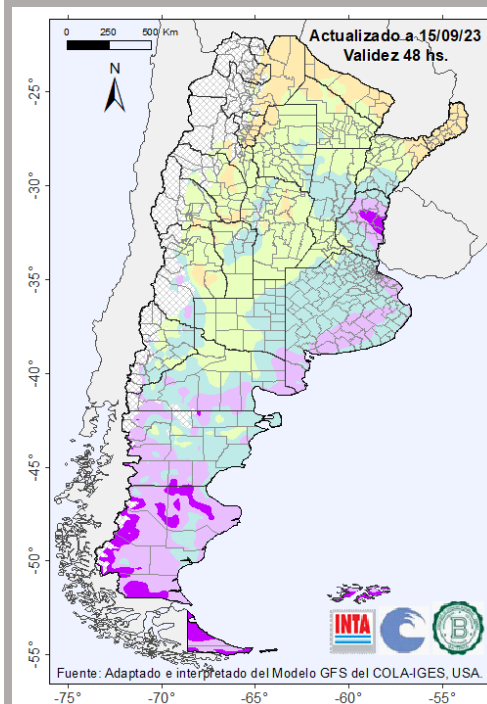 Actualizado a 15/09/23
Validez 48 hs.
0 250 500 Km
N
-25°
-30°
-35°
-40°
-45°
-50°
-55°
INTA
B
Fuente: Adaptado e interpretado del Modelo GFS del COLA-IGES, USA.
-75 -70 -65 -60 -55